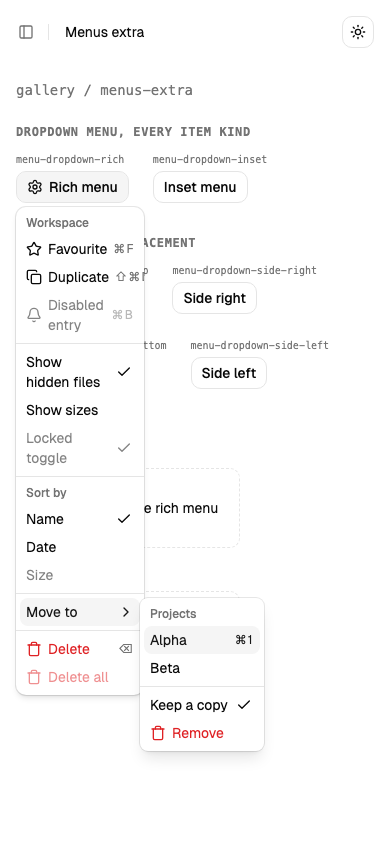 Menus extra
gallery / menus-extra
DROPDOWN MENU, EVERY ITEM KIND
menu-dropdown-rich menu-dropdown-inset
Rich menu Inset menu
Workspace
Favourite ⌘F
Duplicate ⇧⌘
Disabled
entry ⌘B
Show
hidden files
Show sizes
Locked
toggle
Sort by
Name
Date
Size
Move to
Delete ⌫
Delete all
ACEMENT
menu-dropdown-side-right
Side right
ttom menu-dropdown-side-left
Side left
e rich menu
Projects
Alpha ⌘1
Beta
Keep a copy
Remove